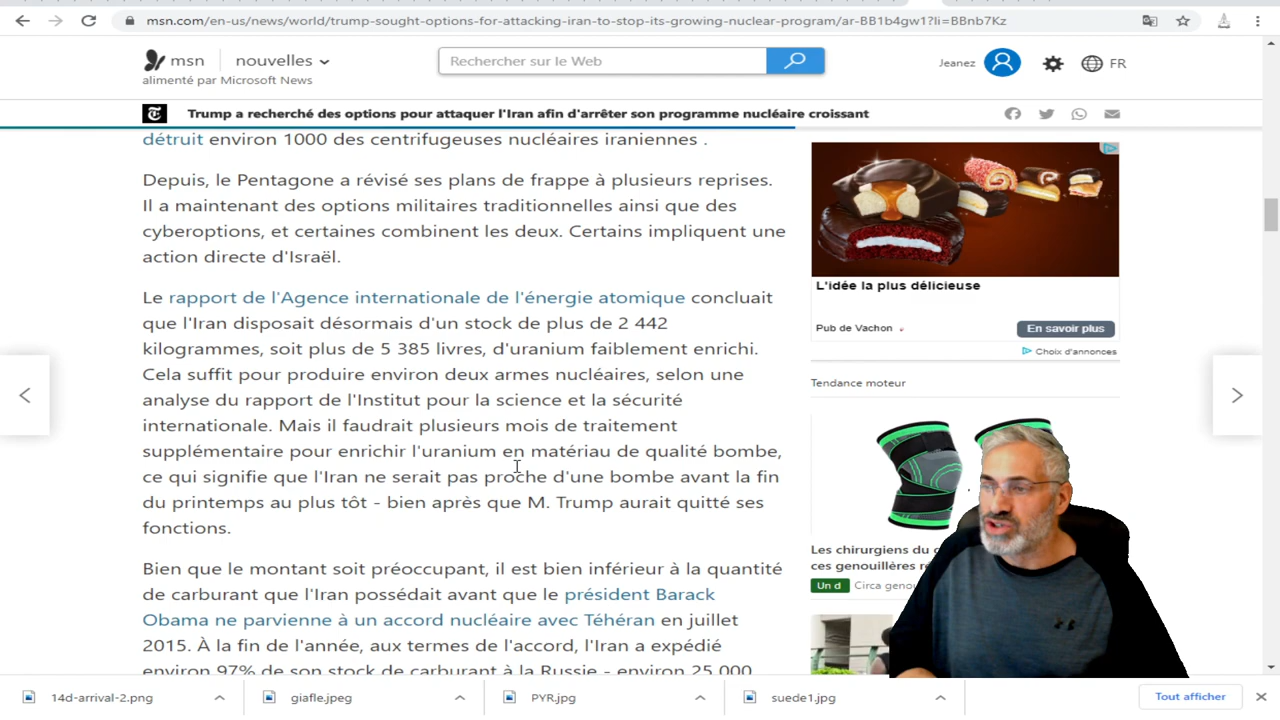 msn.com/en-us/news/world/trump-sought-options-for-attacking-iran-to-stop-its-growing-nuclear-program/ar-BB1b4gw1?li=BBnb7Kz
msn
nouvelles
alimenté par Microsoft News
Rechercher sur le Web
Jeanez
FR
Trump a recherché des options pour attaquer l'Iran afin d'arrêter son programme nucléaire croissant
détruit environ 1000 des centrifugeuses nucléaires iraniennes .
Depuis, le Pentagone a révisé ses plans de frappe à plusieurs reprises.
Il a maintenant des options militaires traditionnelles ainsi que des
cyberoptions, et certaines combinent les deux. Certains impliquent une
action directe d'Israël.
Le rapport de l'Agence internationale de l'énergie atomique concluait
que l'Iran disposait désormais d'un stock de plus de 2 442
kilogrammes, soit plus de 5 385 livres, d'uranium faiblement enrichi.
Cela suffit pour produire environ deux armes nucléaires, selon une
analyse du rapport de l'Institut pour la science et la sécurité
internationale. Mais il faudrait plusieurs mois de traitement
supplémentaire pour enrichir l'uranium en matériau de qualité bombe,
ce qui signifie que l'Iran ne serait pas proche d'une bombe avant la fin
du printemps au plus tôt - bien après que M. Trump aurait quitté ses
fonctions.
Bien que le montant soit préoccupant, il est bien inférieur à la quantité
de carburant que l'Iran possédait avant que le président Barack
Obama ne parvienne à un accord nucléaire avec Téhéran en juillet
2015. À la fin de l'année, aux termes de l'accord, l'Iran a expédié
environ 97% de son stock de carburant à la Russie - environ 25 000
L'idée la plus délicieuse
Pub de Vachon
En savoir plus
Choix d'annonces
Tendance moteur
Les chirurgiens du
ces genouillères
Un d
Circa
14d-arrival-2.png
giafle.jpeg
PYR.jpg
suede1.jpg
Tout afficher